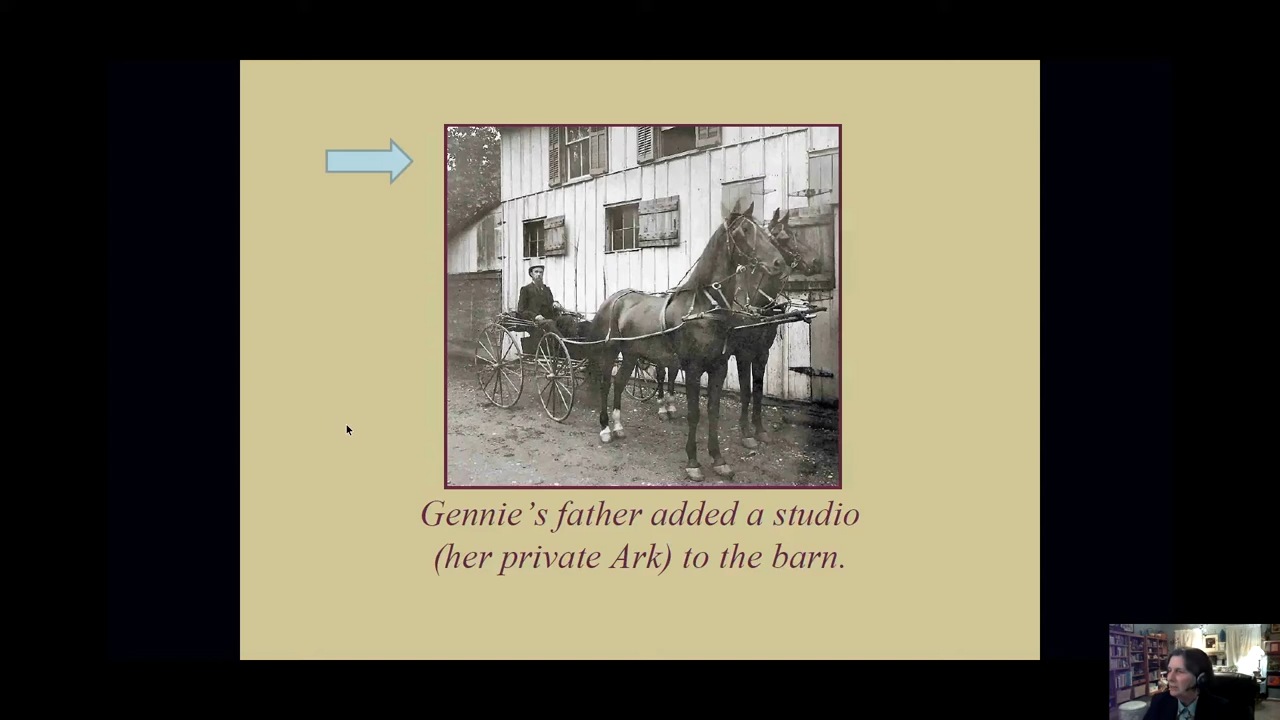 Gennie’s father added a studio
(her private Ark) to the barn.